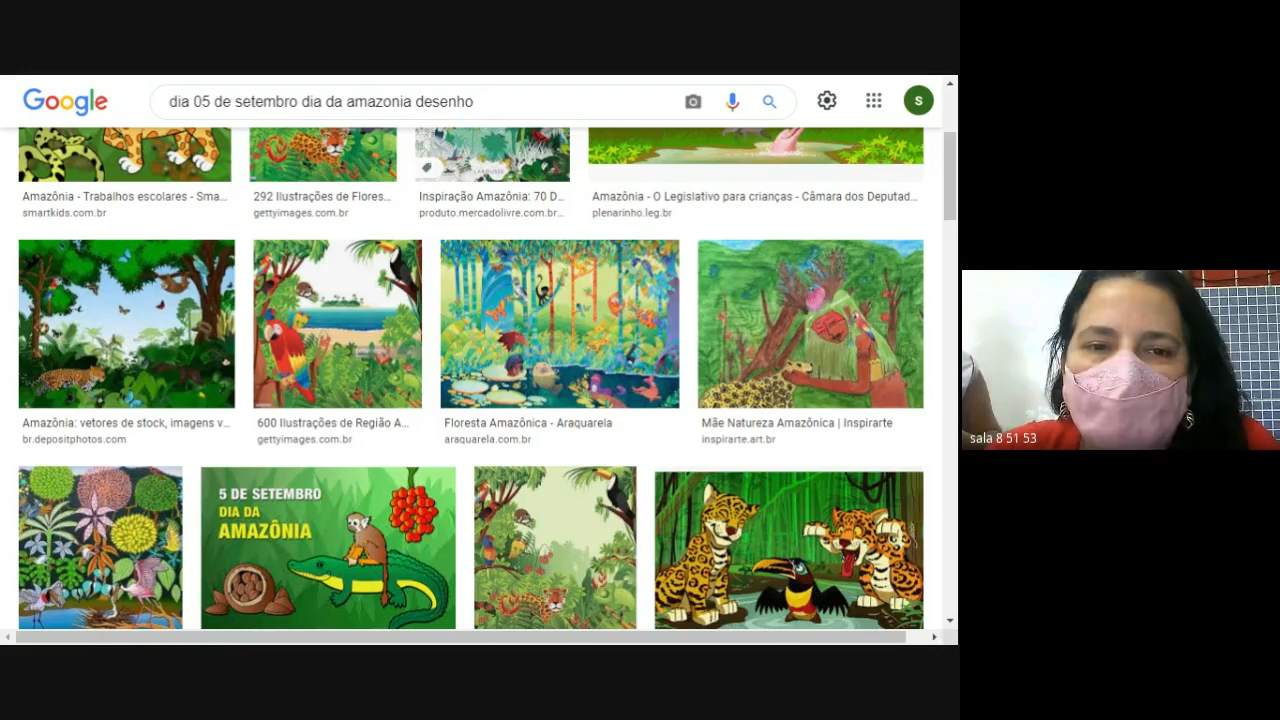 Google
dia 05 de setembro dia da amazonia desenho
S
LAROUSSE
Amazônia - Trabalhos escolares - Sma...
292 Ilustrações de Flores...
Inspiração Amazônia: 70 D...
Amazônia - O Legislativo para crianças - Câmara dos Deputad...
smartkids.com.br
gettyimages.com.br
produto.mercadolivre.com.br...
plenarinho.leg.br
Amazônia: vetores de stock, imagens v...
600 Ilustrações de Região A...
Floresta Amazônica - Araquarela
Mãe Natureza Amazônica | Inspirarte
br.depositphotos.com
gettyimages.com.br
araquarela.com.br
inspirarte.art.br
5 DE SETEMBRO
DIA DA
AMAZÔNIA
sala 8 51 53